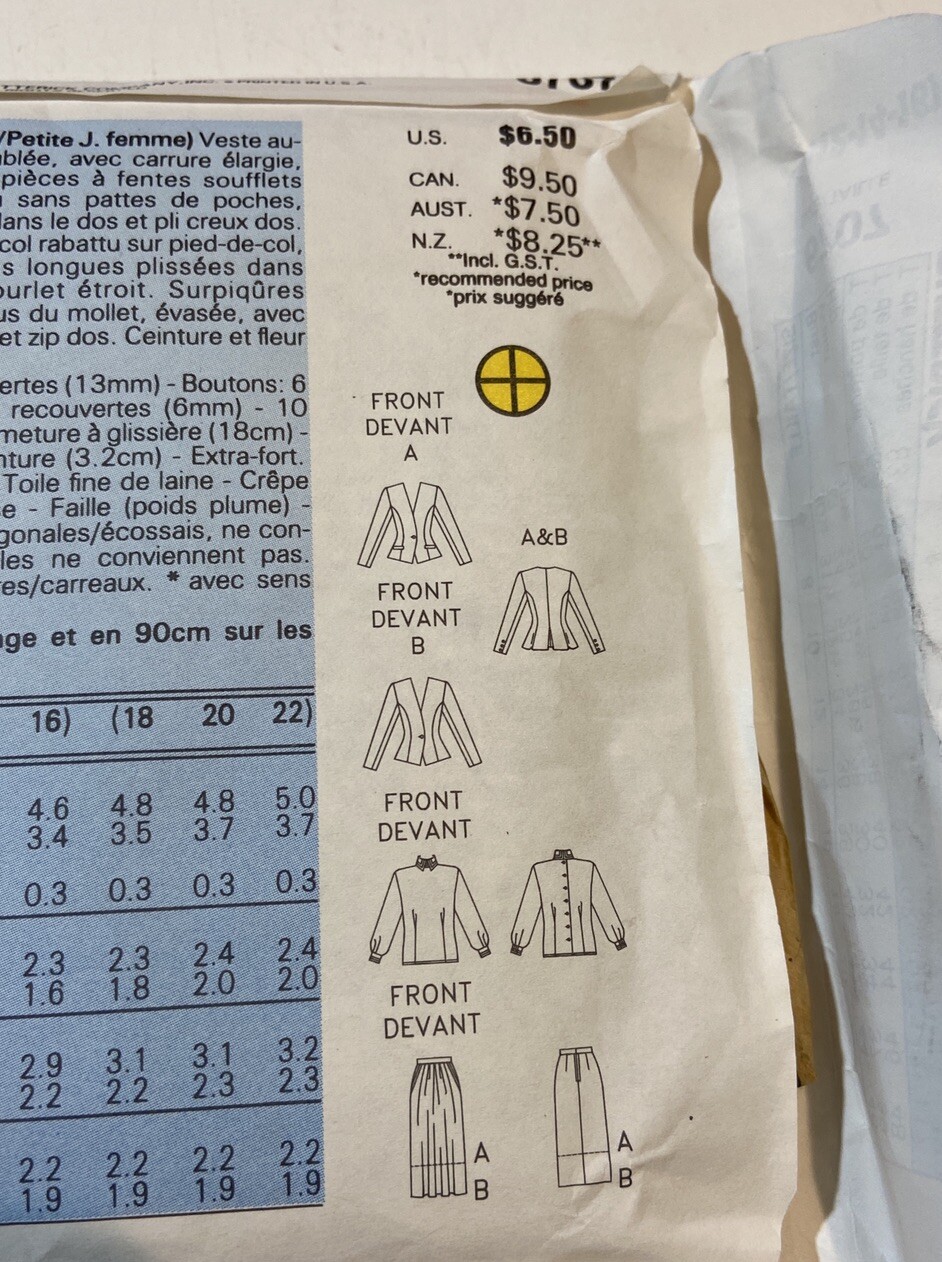 INC. & PRINTED IN U.S.A.
/Petite J. femme) Veste au-
blée, avec carrure élargie,
pièces à fentes soufflets
sans pattes de poches,
dans le dos et pli creux dos.
col rabattu sur pied-de-col,
s longues plissées dans
ourlet étroit. Surpiqûres
us du mollet, évasée, avec
et zip dos. Ceinture et fleur
ertes (13mm) - Boutons: 6
recouvertes (6mm) - 10
meture à glissière (18cm) -
nture (3.2cm) - Extra-fort.
Toile fine de laine - Crêpe
e - Faille (poids plume) -
gonales/écossais, ne con-
les ne conviennent pas.
res/carreaux. * avec sens
age et en 90cm sur les
16) (18 20 22)
4.6 4.8 4.8 5.0
3.4 3.5 3.7 3.7
0.3 0.3 0.3 0.3
2.3 2.3 2.4 2.4
1.6 1.8 2.0 2.0
2.9 3.1 3.1 3.2
2.2 2.2 2.3 2.3
2.2 2.2 2.2 2.2
1.9 1.9 1.9 1.9
U.S. $6.50
CAN. $9.50
AUST. *$7.50
N.Z. *$8.25**
**Incl. G.S.T.
*recommended price
*prix suggéré
FRONT
DEVANT
A
A&B
FRONT
DEVANT
B
FRONT
DEVANT
FRONT
DEVANT
A
B
A
B